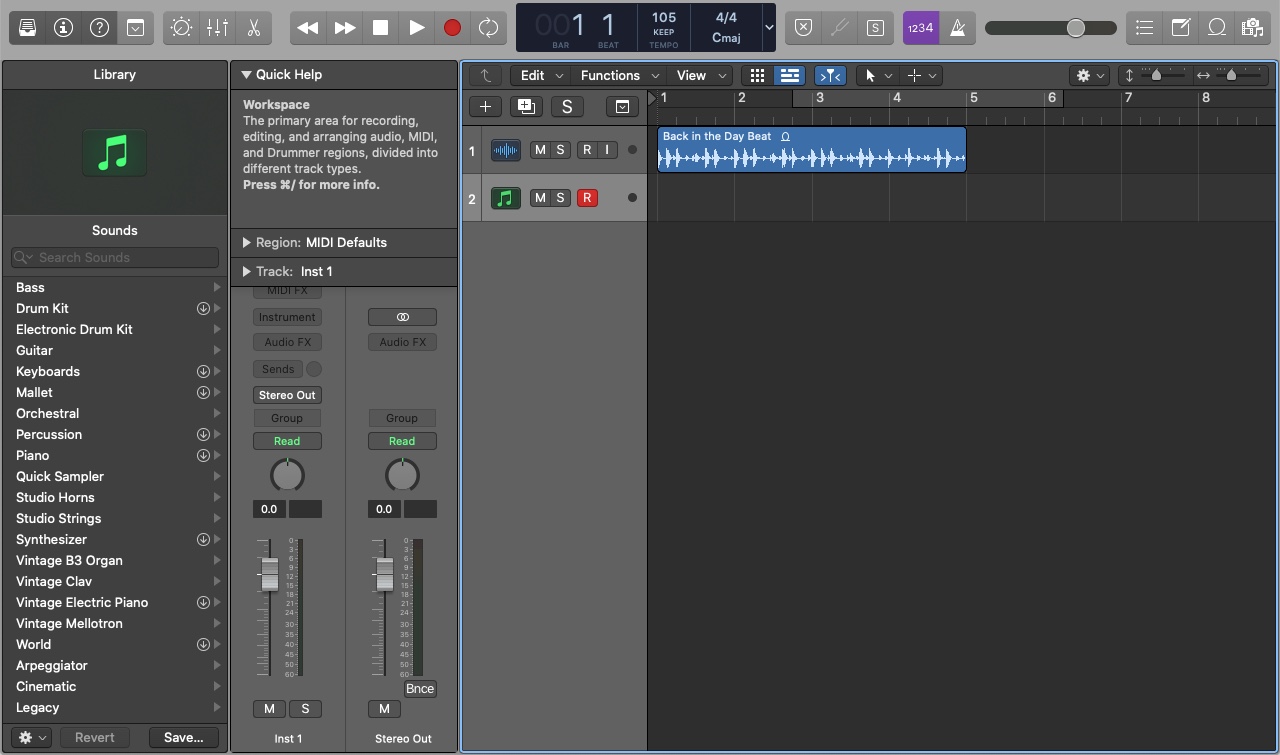 001 1
BAR BEAT
105
KEEP
TEMPO
4/4
Cmaj
S
1234
Library
Sounds
Search Sounds
Bass
Drum Kit
Electronic Drum Kit
Guitar
Keyboards
Mallet
Orchestral
Percussion
Piano
Quick Sampler
Studio Horns
Studio Strings
Synthesizer
Vintage B3 Organ
Vintage Clav
Vintage Electric Piano
Vintage Mellotron
World
Arpeggiator
Cinematic
Legacy
Revert Save...
Quick Help
Workspace
The primary area for recording,
editing, and arranging audio, MIDI,
and Drummer regions, divided into
different track types.
Press ⌘/ for more info.
Region: MIDI Defaults
Track: Inst 1
MIDI FX
Instrument
Audio FX Audio FX
Sends
Stereo Out
Group Group
Read Read
0.0 0.0
0 0
3 3
6 6
9 9
12 12
15 15
18 18
21 21
24 24
30 30
35 35
40 40
45 45
50 50
60 60
Bnce
M S M
Inst 1 Stereo Out
Edit Functions View
S
1 2 3 4 5 6 7 8
1 M S R I
Back in the Day Beat
2 M S R